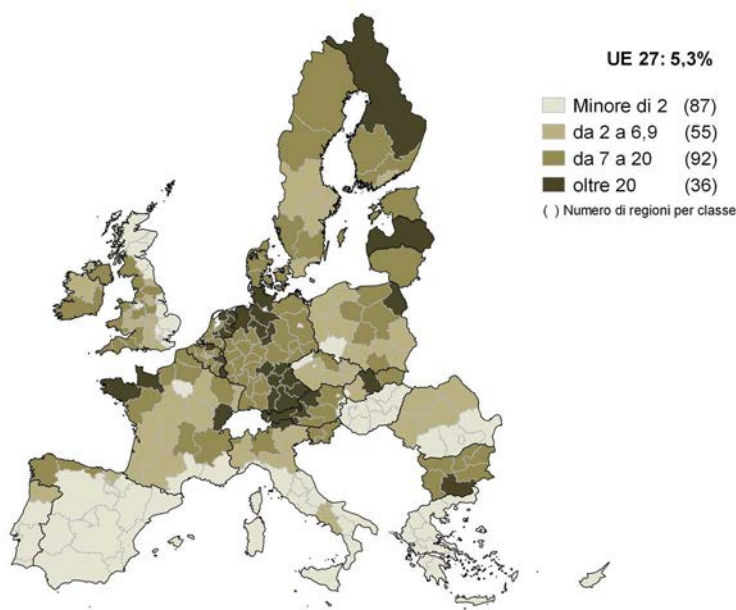 UE 27: 5,3%
Minore di 2 (87)
da 2 a 6,9 (55)
da 7 a 20 (92)
oltre 20 (36)
( ) Numero di regioni per classe